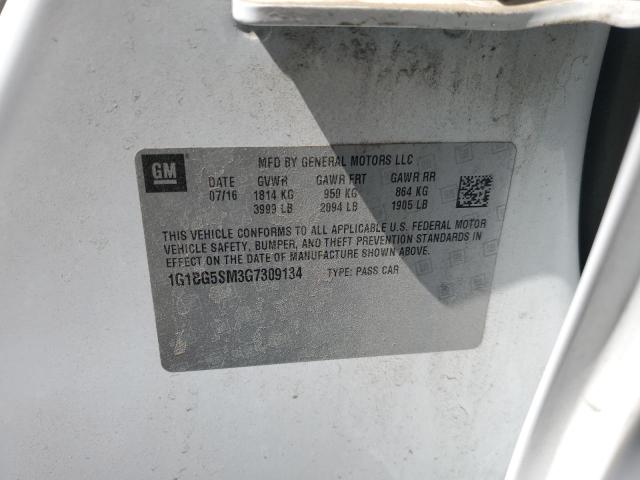 GM
MFD BY GENERAL MOTORS LLC
DATE GVWR GAWR FRT GAWR RR
07/16 1814 KG 950 KG 864 KG
3999 LB 2094 LB 1905 LB
THIS VEHICLE CONFORMS TO ALL APPLICABLE U.S. FEDERAL MOTOR
VEHICLE SAFETY, BUMPER, AND THEFT PREVENTION STANDARDS IN
EFFECT ON THE DATE OF MANUFACTURE SHOWN ABOVE.
1G1BG5SM3G7309134 TYPE: PASS CAR